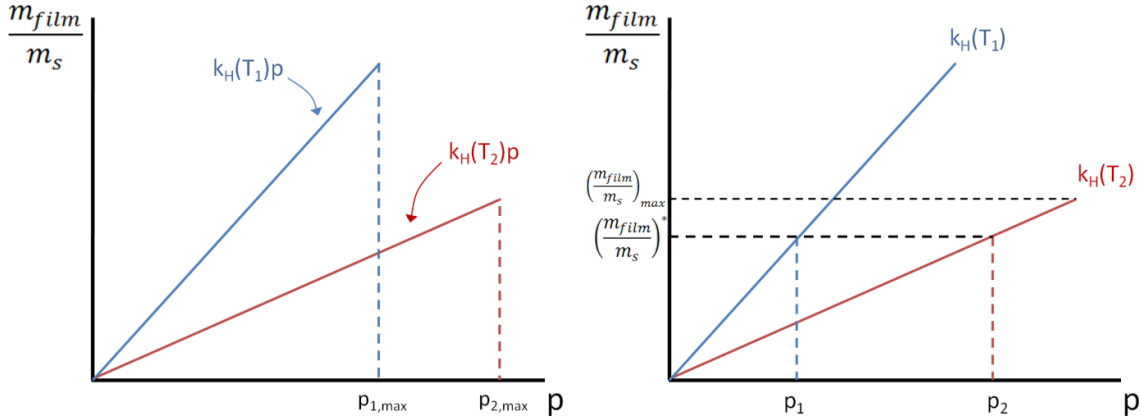 m_film/m_s
k_H(T_1)p
k_H(T_2)p
p_1,max
p_2,max
p
m_film/m_s
k_H(T_1)
k_H(T_2)
(m_film/m_s)_max
(m_film/m_s)^*
p_1
p_2
p